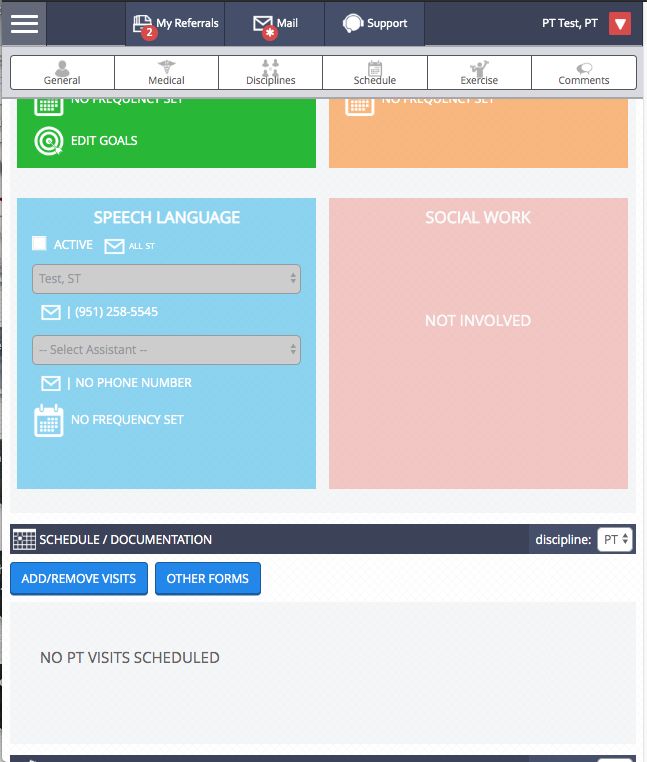 My Referrals
2
Mail
*
Support
PT Test, PT
General
Medical
Disciplines
Schedule
Exercise
Comments
NO FREQUENCY SET
NO FREQUENCY SET
EDIT GOALS
SPEECH LANGUAGE
ACTIVE
ALL ST
Test, ST
| (951) 258-5545
-- Select Assistant --
| NO PHONE NUMBER
NO FREQUENCY SET
SOCIAL WORK
NOT INVOLVED
SCHEDULE / DOCUMENTATION
discipline: PT
ADD/REMOVE VISITS
OTHER FORMS
NO PT VISITS SCHEDULED